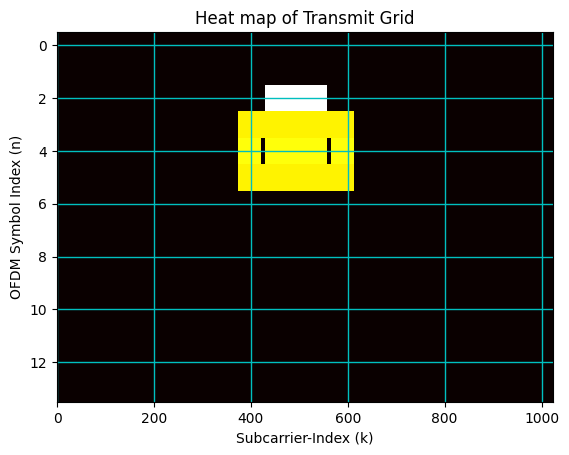 Heat map of Transmit Grid
0
2
4
6
8
10
12
OFDM Symbol Index (n)
0 200 400 600 800 1000
Subcarrier-Index (k)